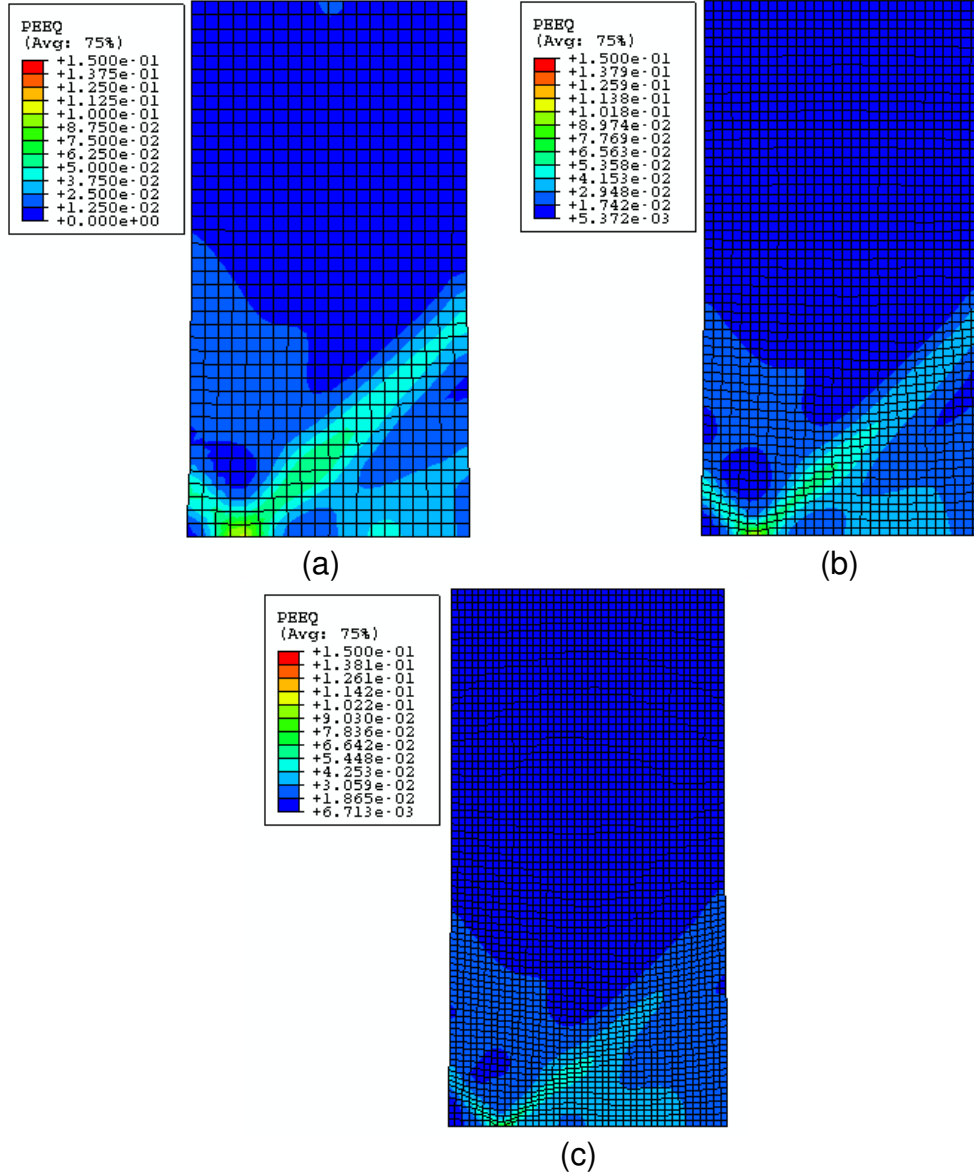 PEEQ
(Avg: 75%)
+1.500e-01
+1.375e-01
+1.250e-01
+1.125e-01
+1.000e-01
+8.750e-02
+7.500e-02
+6.250e-02
+5.000e-02
+3.750e-02
+2.500e-02
+1.250e-02
+0.000e+00
(a)
PEEQ
(Avg: 75%)
+1.500e-01
+1.379e-01
+1.259e-01
+1.138e-01
+1.018e-01
+8.974e-02
+7.769e-02
+6.563e-02
+5.358e-02
+4.153e-02
+2.948e-02
+1.742e-02
+5.372e-03
(b)
PEEQ
(Avg: 75%)
+1.500e-01
+1.381e-01
+1.261e-01
+1.142e-01
+1.022e-01
+9.030e-02
+7.836e-02
+6.642e-02
+5.448e-02
+4.253e-02
+3.059e-02
+1.865e-02
+6.713e-03
(c)